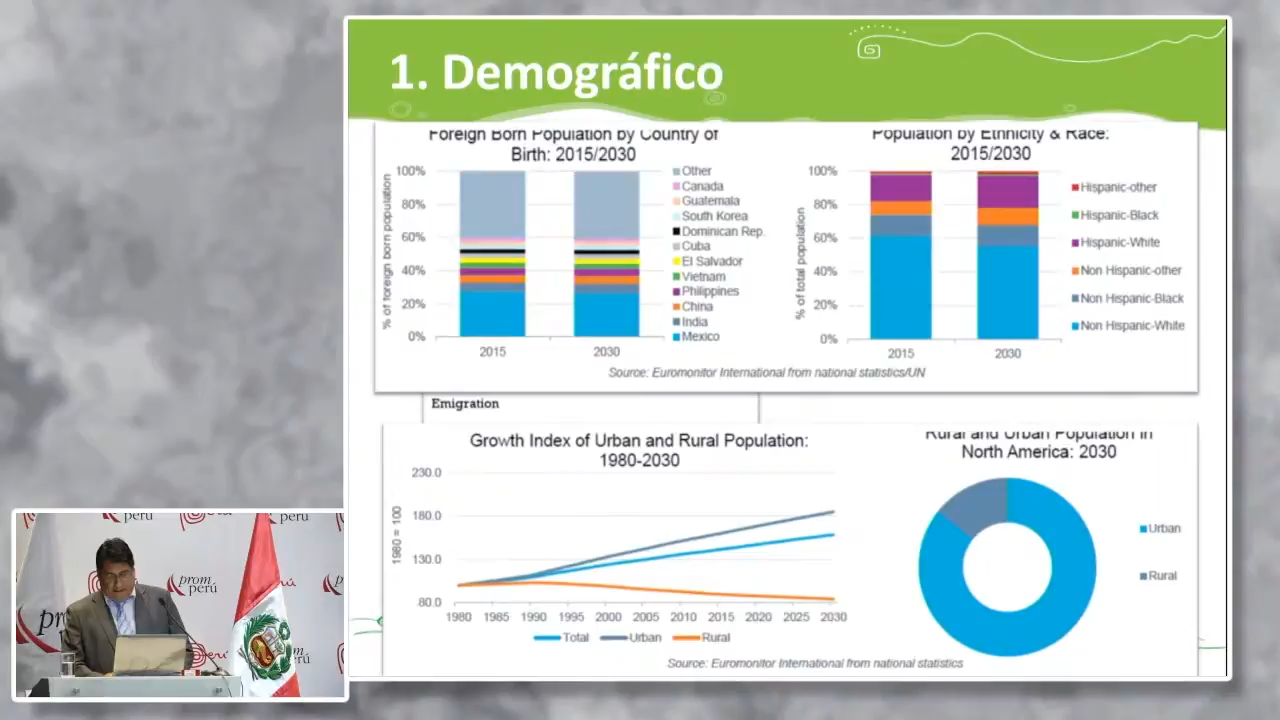 1. Demográfico
Foreign Born Population by Country of
Birth: 2015/2030
% of foreign born population
100%
80%
60%
40%
20%
0%
2015
2030
Other
Canada
Guatemala
South Korea
Dominican Rep.
Cuba
El Salvador
Vietnam
Philippines
China
India
Mexico
Population by Ethnicity & Race:
2015/2030
% of total population
100%
80%
60%
40%
20%
0%
2015
2030
Hispanic-other
Hispanic-Black
Hispanic-White
Non Hispanic-other
Non Hispanic-Black
Non Hispanic-White
Source: Euromonitor International from national statistics/UN
Emigration
Growth Index of Urban and Rural Population:
1980-2030
1980 = 100
230.0
180.0
130.0
80.0
1980 1985 1990 1995 2000 2005 2010 2015 2020 2025 2030
Total Urban Rural
Rural and Urban Population in
North America: 2030
Urban
Rural
Source: Euromonitor International from national statistics
perú
perú
prom
perú